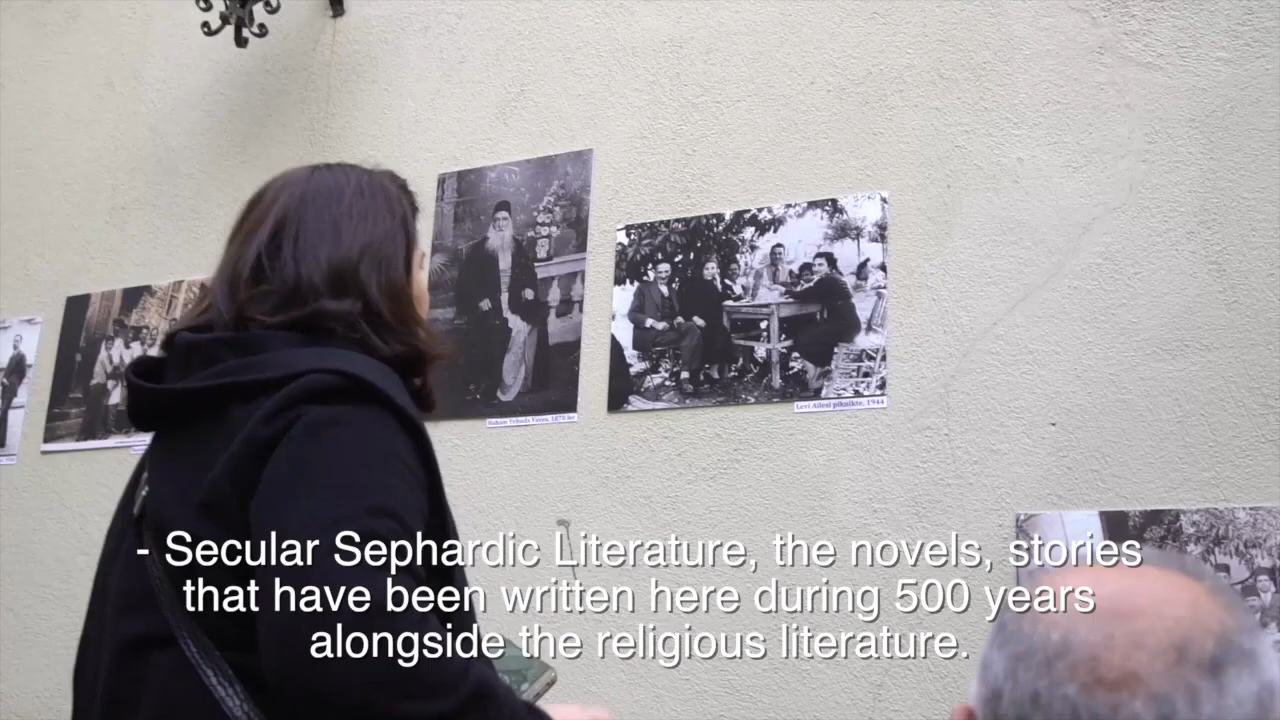 Levi Ailesi piknikte, 1944
- Secular Sephardic Literature, the novels, stories
that have been written here during 500 years
alongside the religious literature.